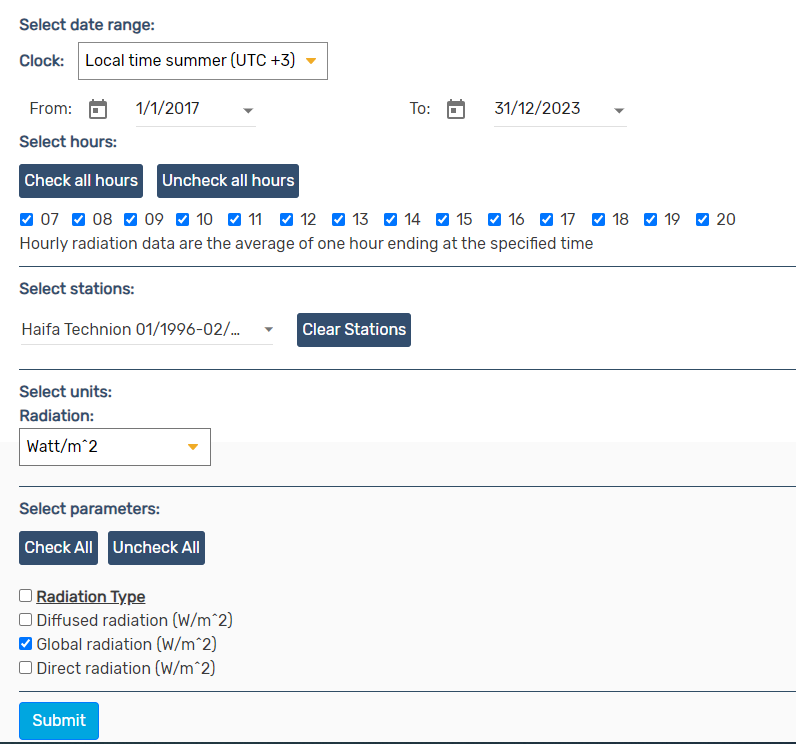 Select date range:
Clock: Local time summer (UTC +3)
From: 1/1/2017 To: 31/12/2023
Select hours:
Check all hours Uncheck all hours
07 08 09 10 11 12 13 14 15 16 17 18 19 20
Hourly radiation data are the average of one hour ending at the specified time
Select stations:
Haifa Technion 01/1996-02/... Clear Stations
Select units:
Radiation:
Watt/m^2
Select parameters:
Check All Uncheck All
Radiation Type
Diffused radiation (W/m^2)
Global radiation (W/m^2)
Direct radiation (W/m^2)
Submit